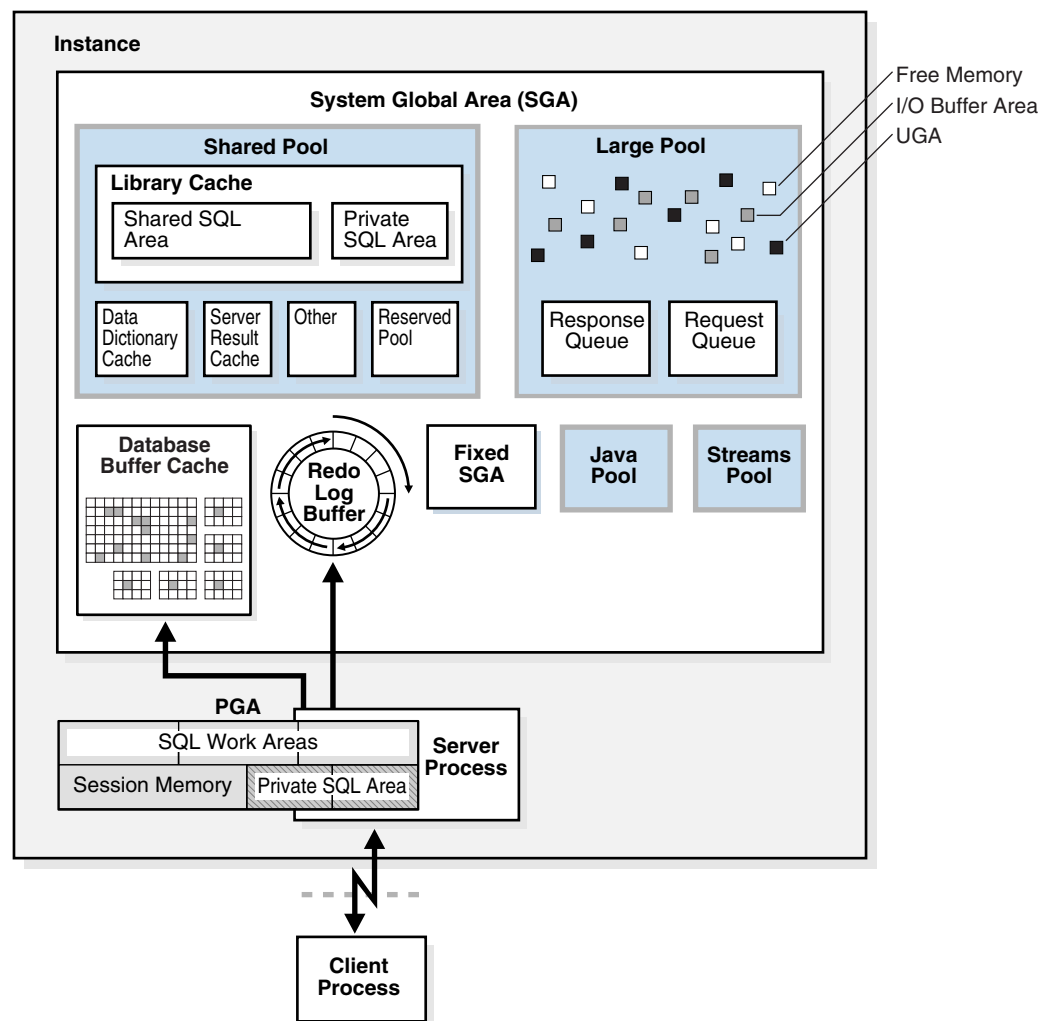 Instance
System Global Area (SGA)
Free Memory
I/O Buffer Area
UGA
Shared Pool
Library Cache
Shared SQL
Area
Private
SQL Area
Data
Dictionary
Cache
Server
Result
Cache
Other
Reserved
Pool
Large Pool
Response
Queue
Request
Queue
Database
Buffer Cache
Redo
Log
Buffer
Fixed
SGA
Java
Pool
Streams
Pool
PGA
SQL Work Areas
Session Memory
Private SQL Area
Server
Process
Client
Process